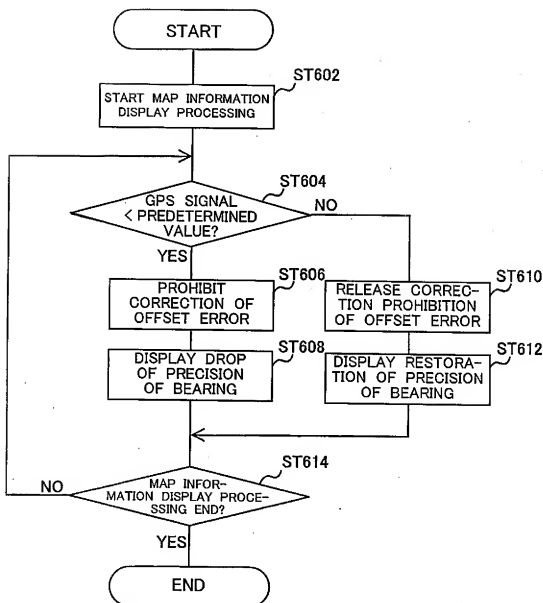 START
ST602
START MAP INFORMATION
DISPLAY PROCESSING
ST604
GPS SIGNAL
< PREDETERMINED
VALUE?
NO
YES
ST606
PROHIBIT
CORRECTION OF
OFFSET ERROR
ST610
RELEASE CORREC-
TION PROHIBITION
OF OFFSET ERROR
ST608
DISPLAY DROP
OF PRECISION
OF BEARING
ST612
DISPLAY RESTORA-
TION OF PRECISION
OF BEARING
ST614
MAP INFOR-
MATION DISPLAY PROCE-
SSING END?
NO
YES
END